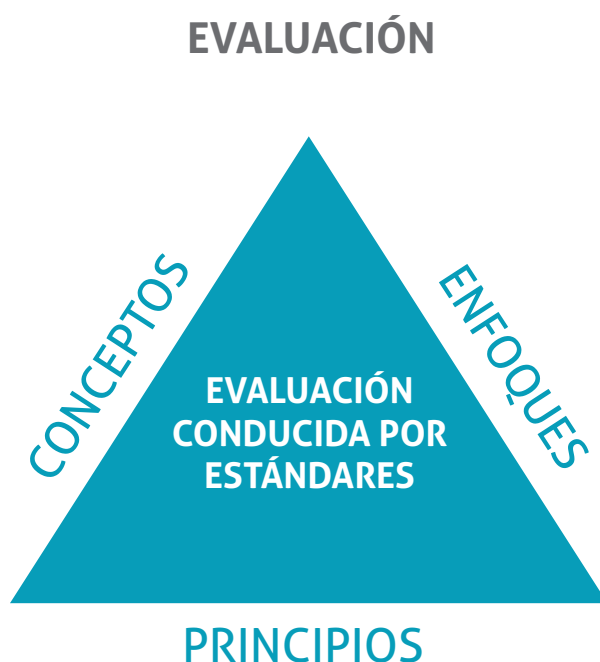 EVALUACIÓN
CONCEPTOS
ENFOQUES
EVALUACIÓN
CONDUCIDA POR
ESTÁNDARES
PRINCIPIOS